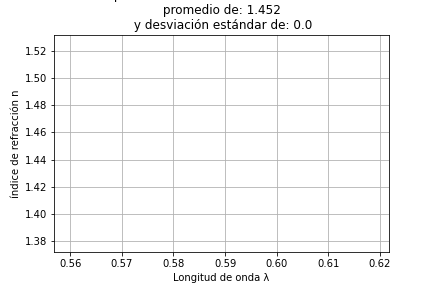 promedio de: 1.452
y desviación estándar de: 0.0
1.52
1.50
1.48
1.46
1.44
1.42
1.40
1.38
índice de refracción n
0.56 0.57 0.58 0.59 0.60 0.61 0.62
Longitud de onda λ